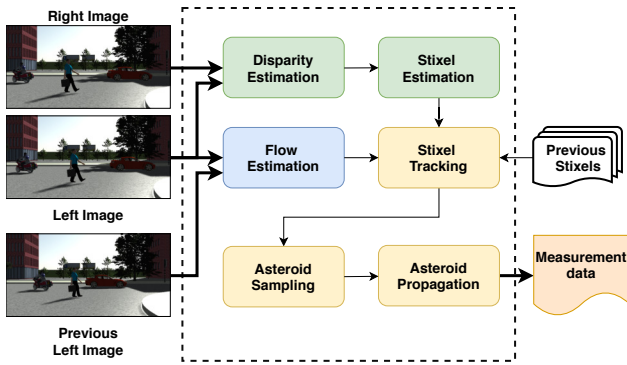 Right Image
Disparity
Estimation
Stixel
Estimation
Flow
Estimation
Stixel
Tracking
Previous
Stixels
Left Image
Asteroid
Sampling
Asteroid
Propagation
Measurement
data
Previous
Left Image